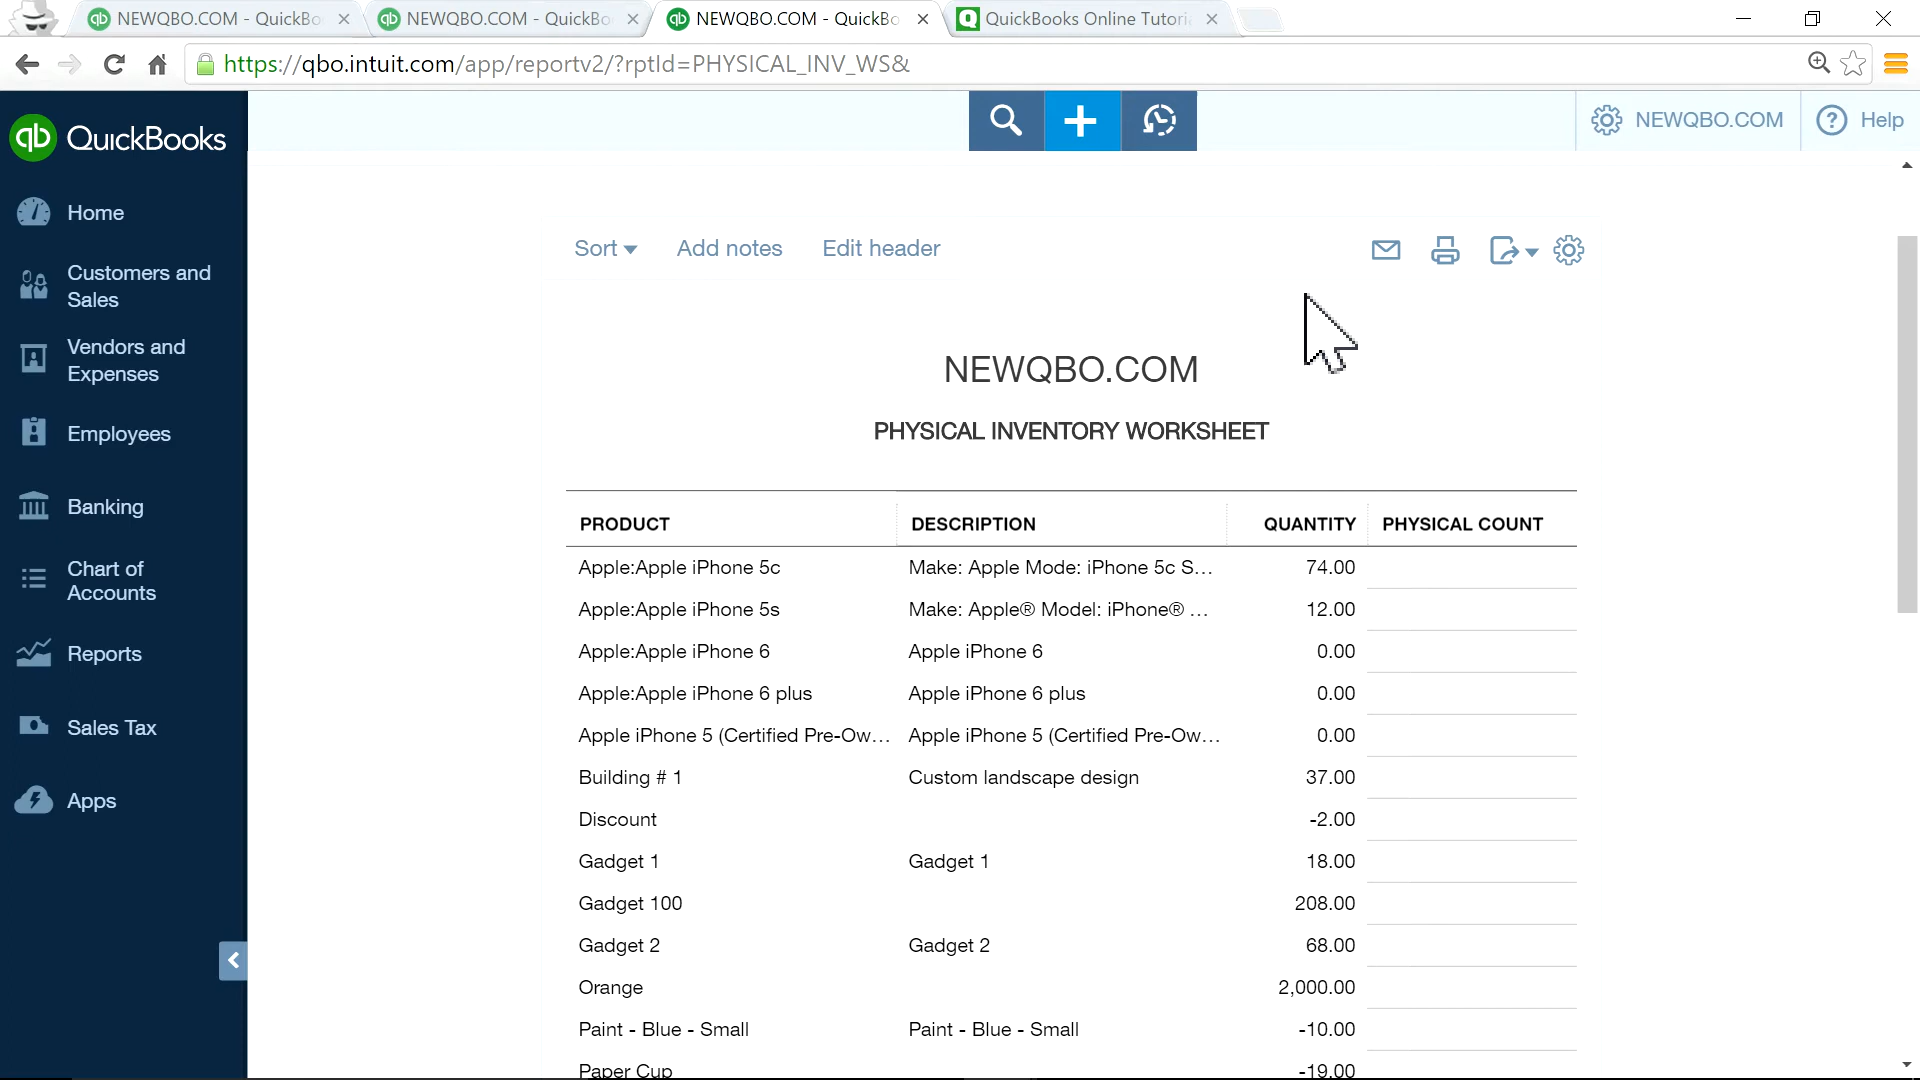 NEWQBO.COM - QuickBo
NEWQBO.COM - QuickBo
NEWQBO.COM - QuickBo
QuickBooks Online Tutori
https://qbo.intuit.com/app/reportv2/?rptId=PHYSICAL_INV_WS&
qb QuickBooks
NEWQBO.COM
Help
Home
Customers and
Sales
Vendors and
Expenses
Employees
Banking
Chart of
Accounts
Reports
Sales Tax
Apps
Sort Add notes Edit header
NEWQBO.COM
PHYSICAL INVENTORY WORKSHEET
PRODUCT DESCRIPTION QUANTITY PHYSICAL COUNT
Apple:Apple iPhone 5c Make: Apple Mode: iPhone 5c S... 74.00
Apple:Apple iPhone 5s Make: Apple® Model: iPhone® ... 12.00
Apple:Apple iPhone 6 Apple iPhone 6 0.00
Apple:Apple iPhone 6 plus Apple iPhone 6 plus 0.00
Apple iPhone 5 (Certified Pre-Ow... Apple iPhone 5 (Certified Pre-Ow... 0.00
Building # 1 Custom landscape design 37.00
Discount -2.00
Gadget 1 Gadget 1 18.00
Gadget 100 208.00
Gadget 2 Gadget 2 68.00
Orange 2,000.00
Paint - Blue - Small Paint - Blue - Small -10.00
Paper Cup -19.00